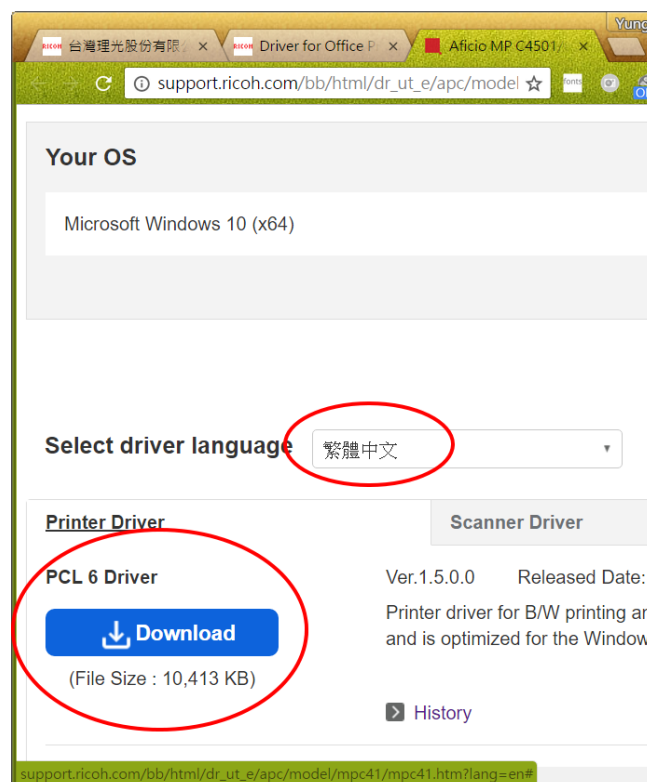 Yung
RICOH 台灣理光股份有限 × RICOH Driver for Office P × Aficio MP C4501/ ×
support.ricoh.com/bb/html/dr_ut_e/apc/model fonts
Your OS
Microsoft Windows 10 (x64)
Select driver language 繁體中文
Printer Driver Scanner Driver
PCL 6 Driver Ver.1.5.0.0 Released Date:
Printer driver for B/W printing an
Download and is optimized for the Window
(File Size : 10,413 KB)
History
support.ricoh.com/bb/html/dr_ut_e/apc/model/mpc41/mpc41.htm?lang=en#